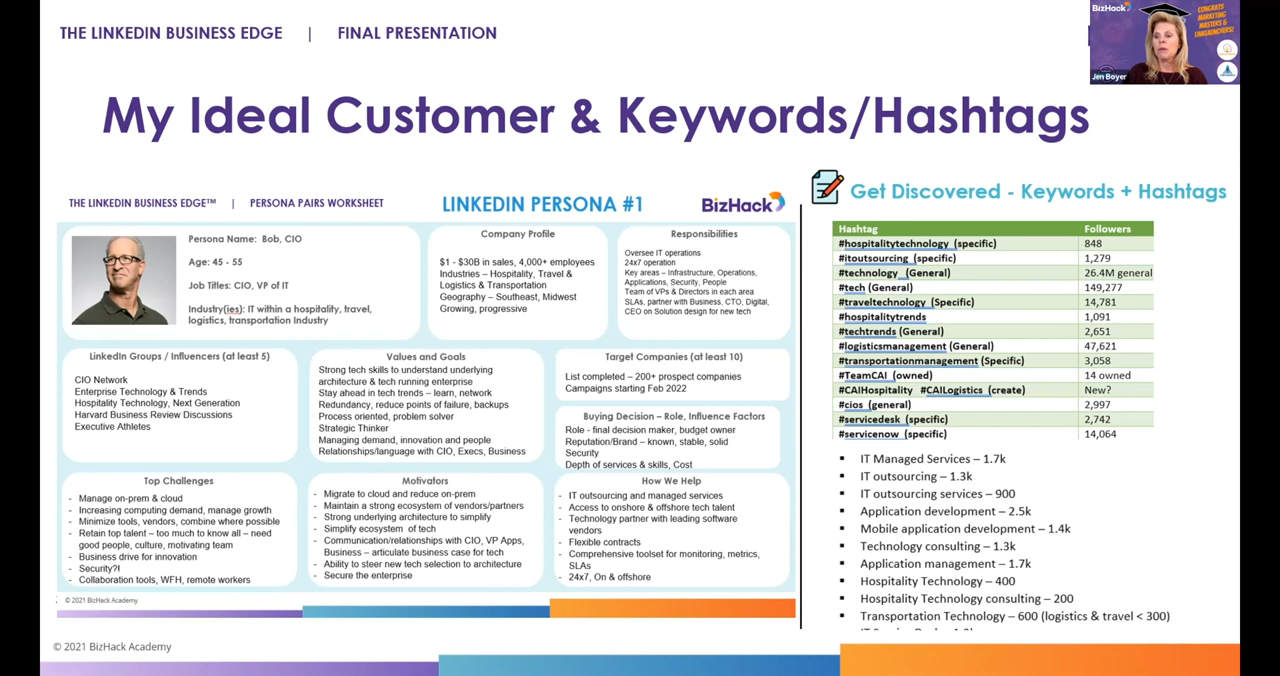 THE LINKEDIN BUSINESS EDGE | FINAL PRESENTATION
BizHack
CONGRATS
MARKETING
MASTERS &
LINKLAUNCHERS!
Jen Boyer
My Ideal Customer & Keywords/Hashtags
THE LINKEDIN BUSINESS EDGE™ | PERSONA PAIRS WORKSHEET
LINKEDIN PERSONA #1
BizHack
Persona Name: Bob, CIO
Age: 45 - 55
Job Titles: CIO, VP of IT
Industry(ies): IT within a hospitality, travel,
logistics, transportation Industry
Company Profile
$1 - $30B in sales, 4,000+ employees
Industries – Hospitality, Travel &
Logistics & Transportation
Geography – Southeast, Midwest
Growing, progressive
Responsibilities
Oversee IT operations
24x7 operation
Key areas – Infrastructure, Operations,
Applications, Security, People
Team of VPs & Directors in each area
SLAs, partner with Business, CTO, Digital,
CEO on Solution design for new tech
LinkedIn Groups / Influencers (at least 5)
CIO Network
Enterprise Technology & Trends
Hospitality Technology, Next Generation
Harvard Business Review Discussions
Executive Athletes
Values and Goals
Strong tech skills to understand underlying
architecture & tech running enterprise
Stay ahead in tech trends – learn, network
Redundancy, reduce points of failure, backups
Process oriented, problem solver
Strategic Thinker
Managing demand, innovation and people
Relationships/language with CIO, Execs, Business
Target Companies (at least 10)
List completed – 200+ prospect companies
Campaigns starting Feb 2022
Buying Decision – Role, Influence Factors
Role - final decision maker, budget owner
Reputation/Brand – known, stable, solid
Security
Depth of services & skills, Cost
Top Challenges
- Manage on-prem & cloud
- Increasing computing demand, manage growth
- Minimize tools, vendors, combine where possible
- Retain top talent – too much to know all – need
good people, culture, motivating team
- Business drive for innovation
- Security?!
- Collaboration tools, WFH, remote workers
Motivators
- Migrate to cloud and reduce on-prem
- Maintain a strong ecosystem of vendors/partners
- Strong underlying architecture to simplify
- Simplify ecosystem of tech
- Communication/relationships with CIO, VP Apps,
Business – articulate business case for tech
- Ability to steer new tech selection to architecture
- Secure the enterprise
How We Help
- IT outsourcing and managed services
- Access to onshore & offshore tech talent
- Technology partner with leading software
vendors
- Flexible contracts
- Comprehensive toolset for monitoring, metrics,
SLAs
- 24x7, On & offshore
© 2021 BizHack Academy
Get Discovered - Keywords + Hashtags
Hashtag Followers
#hospitalitytechnology (specific) 848
#itoutsourcing (specific) 1,279
#technology (General) 26.4M general
#tech (General) 149,277
#traveltechnology (Specific) 14,781
#hospitalitytrends 1,091
#techtrends (General) 2,651
#logisticsmanagement (General) 47,621
#transportationmanagement (Specific) 3,058
#TeamCAI (owned) 14 owned
#CAIHospitality #CAILogistics (create) New?
#cios (general) 2,997
#servicedesk (specific) 2,742
#servicenow (specific) 14,064
▪ IT Managed Services – 1.7k
▪ IT outsourcing – 1.3k
▪ IT outsourcing services – 900
▪ Application development – 2.5k
▪ Mobile application development – 1.4k
▪ Technology consulting – 1.3k
▪ Application management – 1.7k
▪ Hospitality Technology – 400
▪ Hospitality Technology consulting – 200
▪ Transportation Technology – 600 (logistics & travel < 300)
© 2021 BizHack Academy